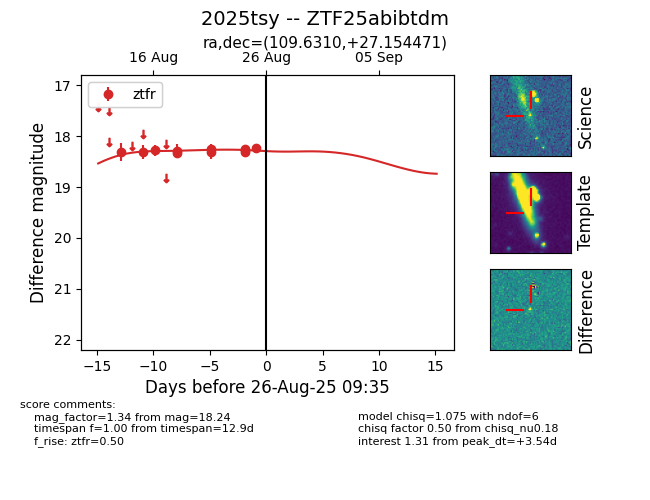 2025tsy -- ZTF25abibtdm
ra,dec=(109.6310,+27.154471)
16 Aug 26 Aug 05 Sep
ztfr
17
18
19
20
21
22
Difference magnitude
−15 −10 −5 0 5 10 15
Days before 26-Aug-25 09:35
Science
Template
Difference
score comments:
mag_factor=1.34 from mag=18.24
timespan f=1.00 from timespan=12.9d
f_rise: ztfr=0.50
model chisq=1.075 with ndof=6
chisq factor 0.50 from chisq_nu0.18
interest 1.31 from peak_dt=+3.54d